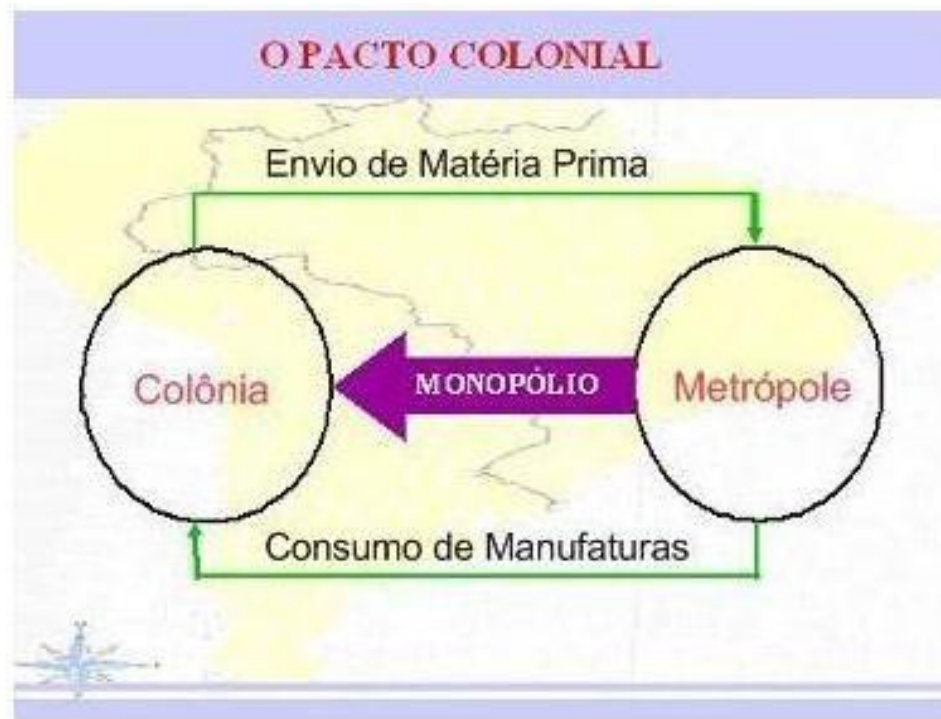 O PACTO COLONIAL
Envio de Matéria Prima
Colônia
MONOPÓLIO
Metrópole
Consumo de Manufaturas